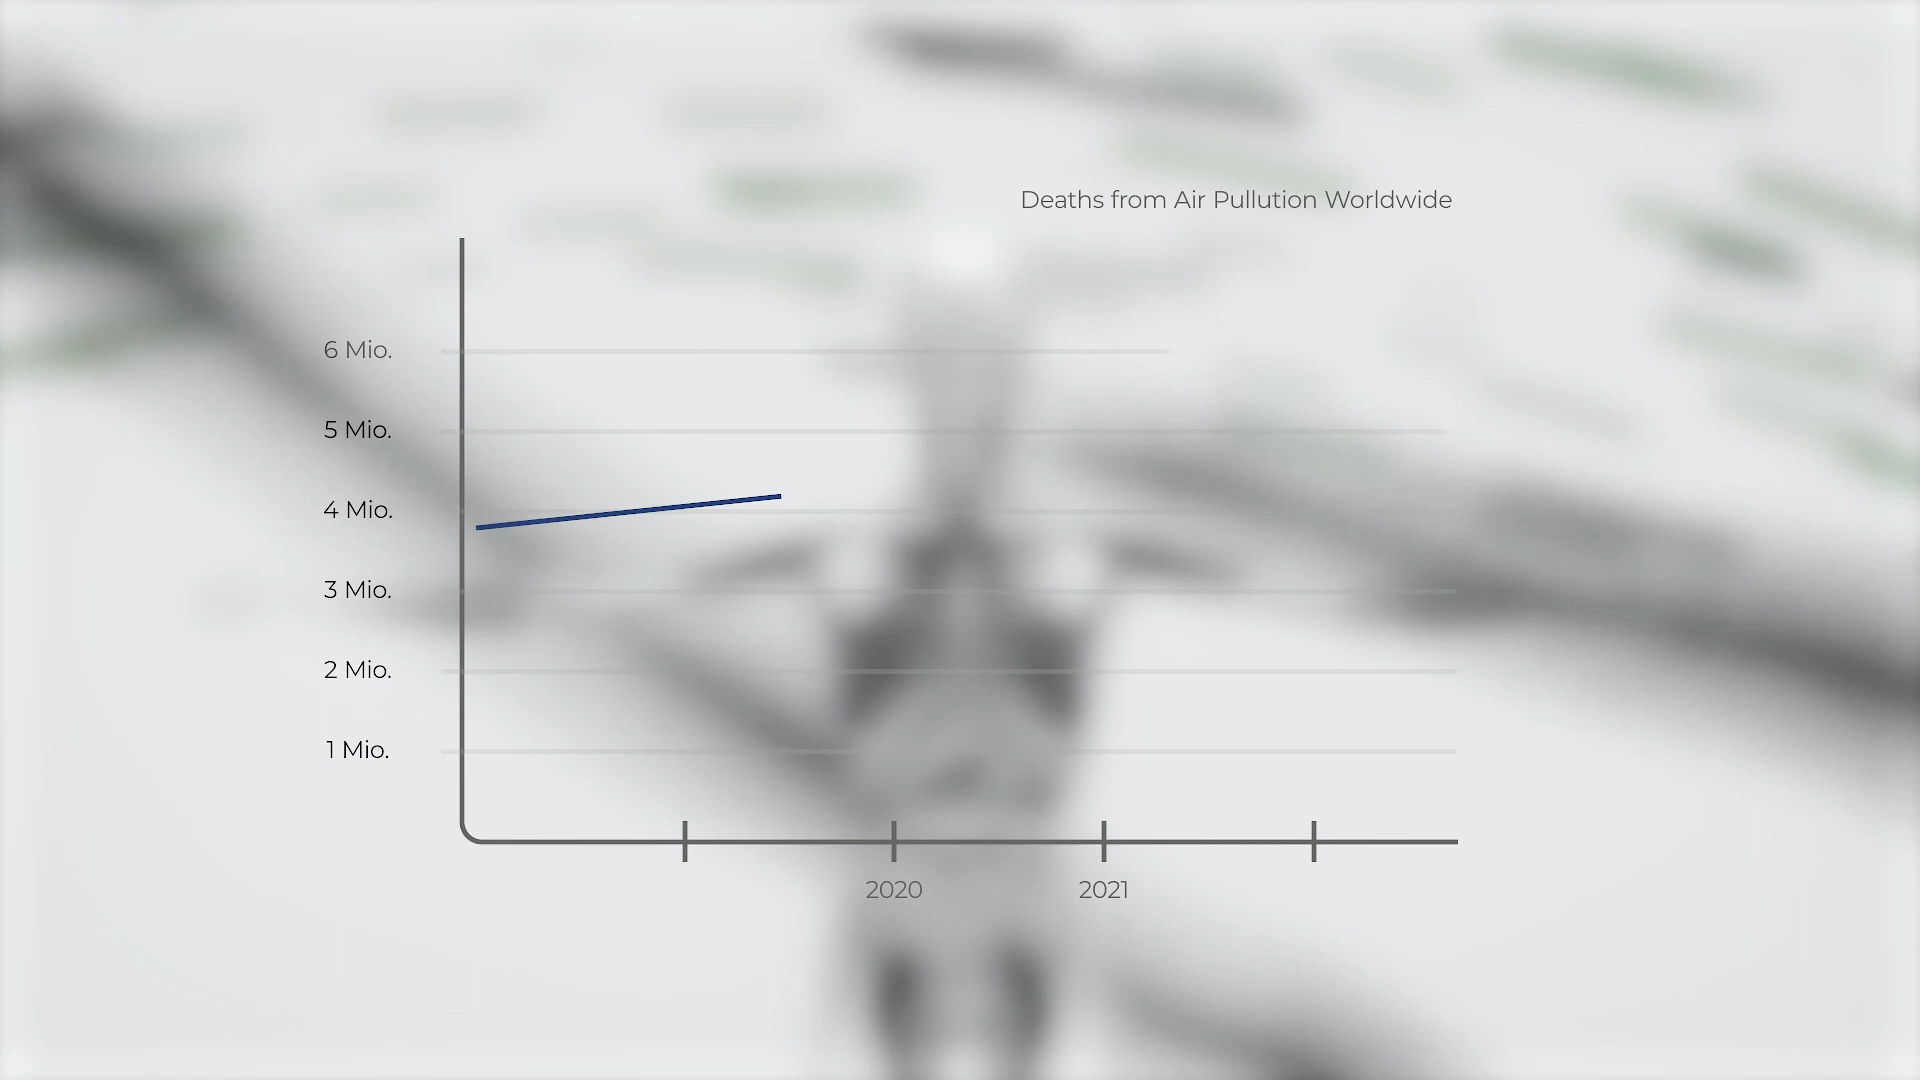 Deaths from Air Pullution Worldwide
6 Mio.
5 Mio.
4 Mio.
3 Mio.
2 Mio.
1 Mio.
2020 2021